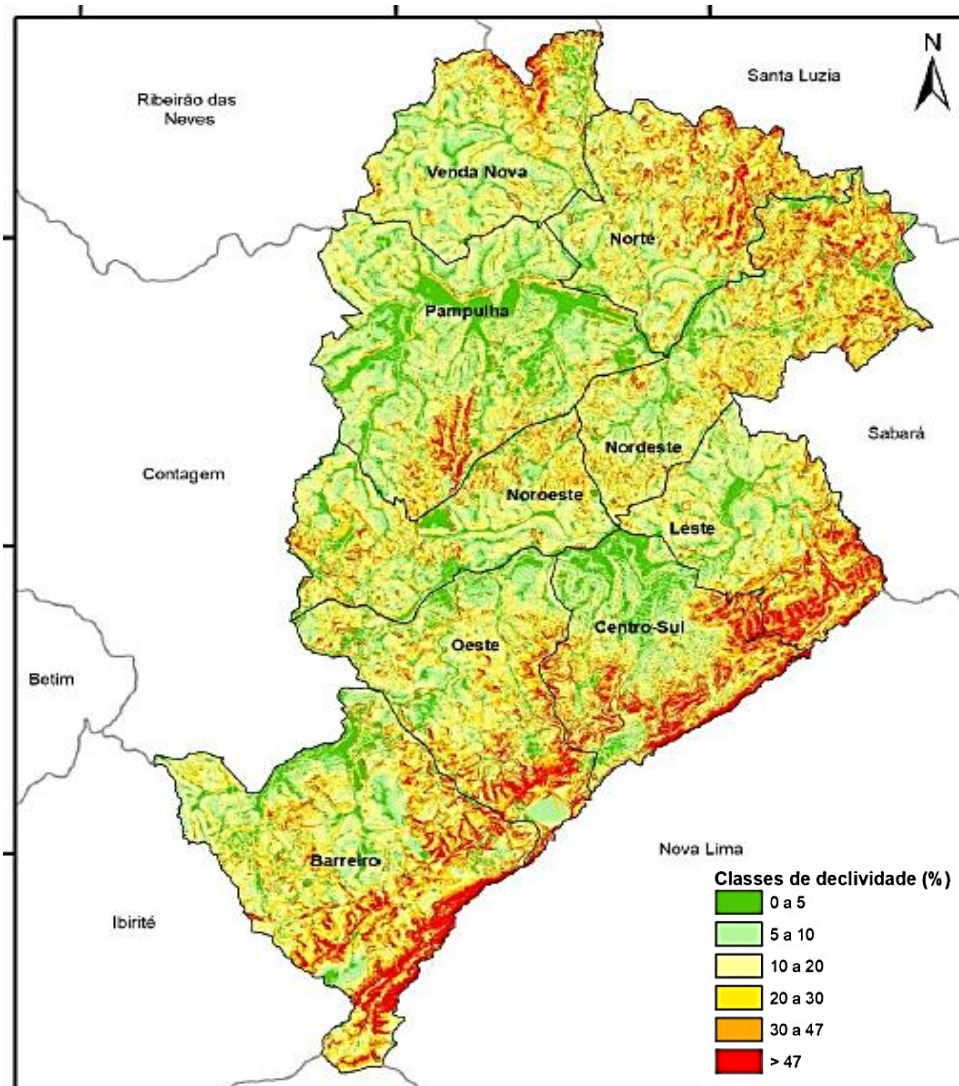 N
Santa Luzia
Ribeirão das
Neves
Venda Nova
Norte
Pampulha
Sabará
Nordeste
Contagem
Noroeste
Leste
Centro-Sul
Oeste
Betim
Nova Lima
Barreiro
Ibirité
Classes de declividade (%)
0 a 5
5 a 10
10 a 20
20 a 30
30 a 47
> 47